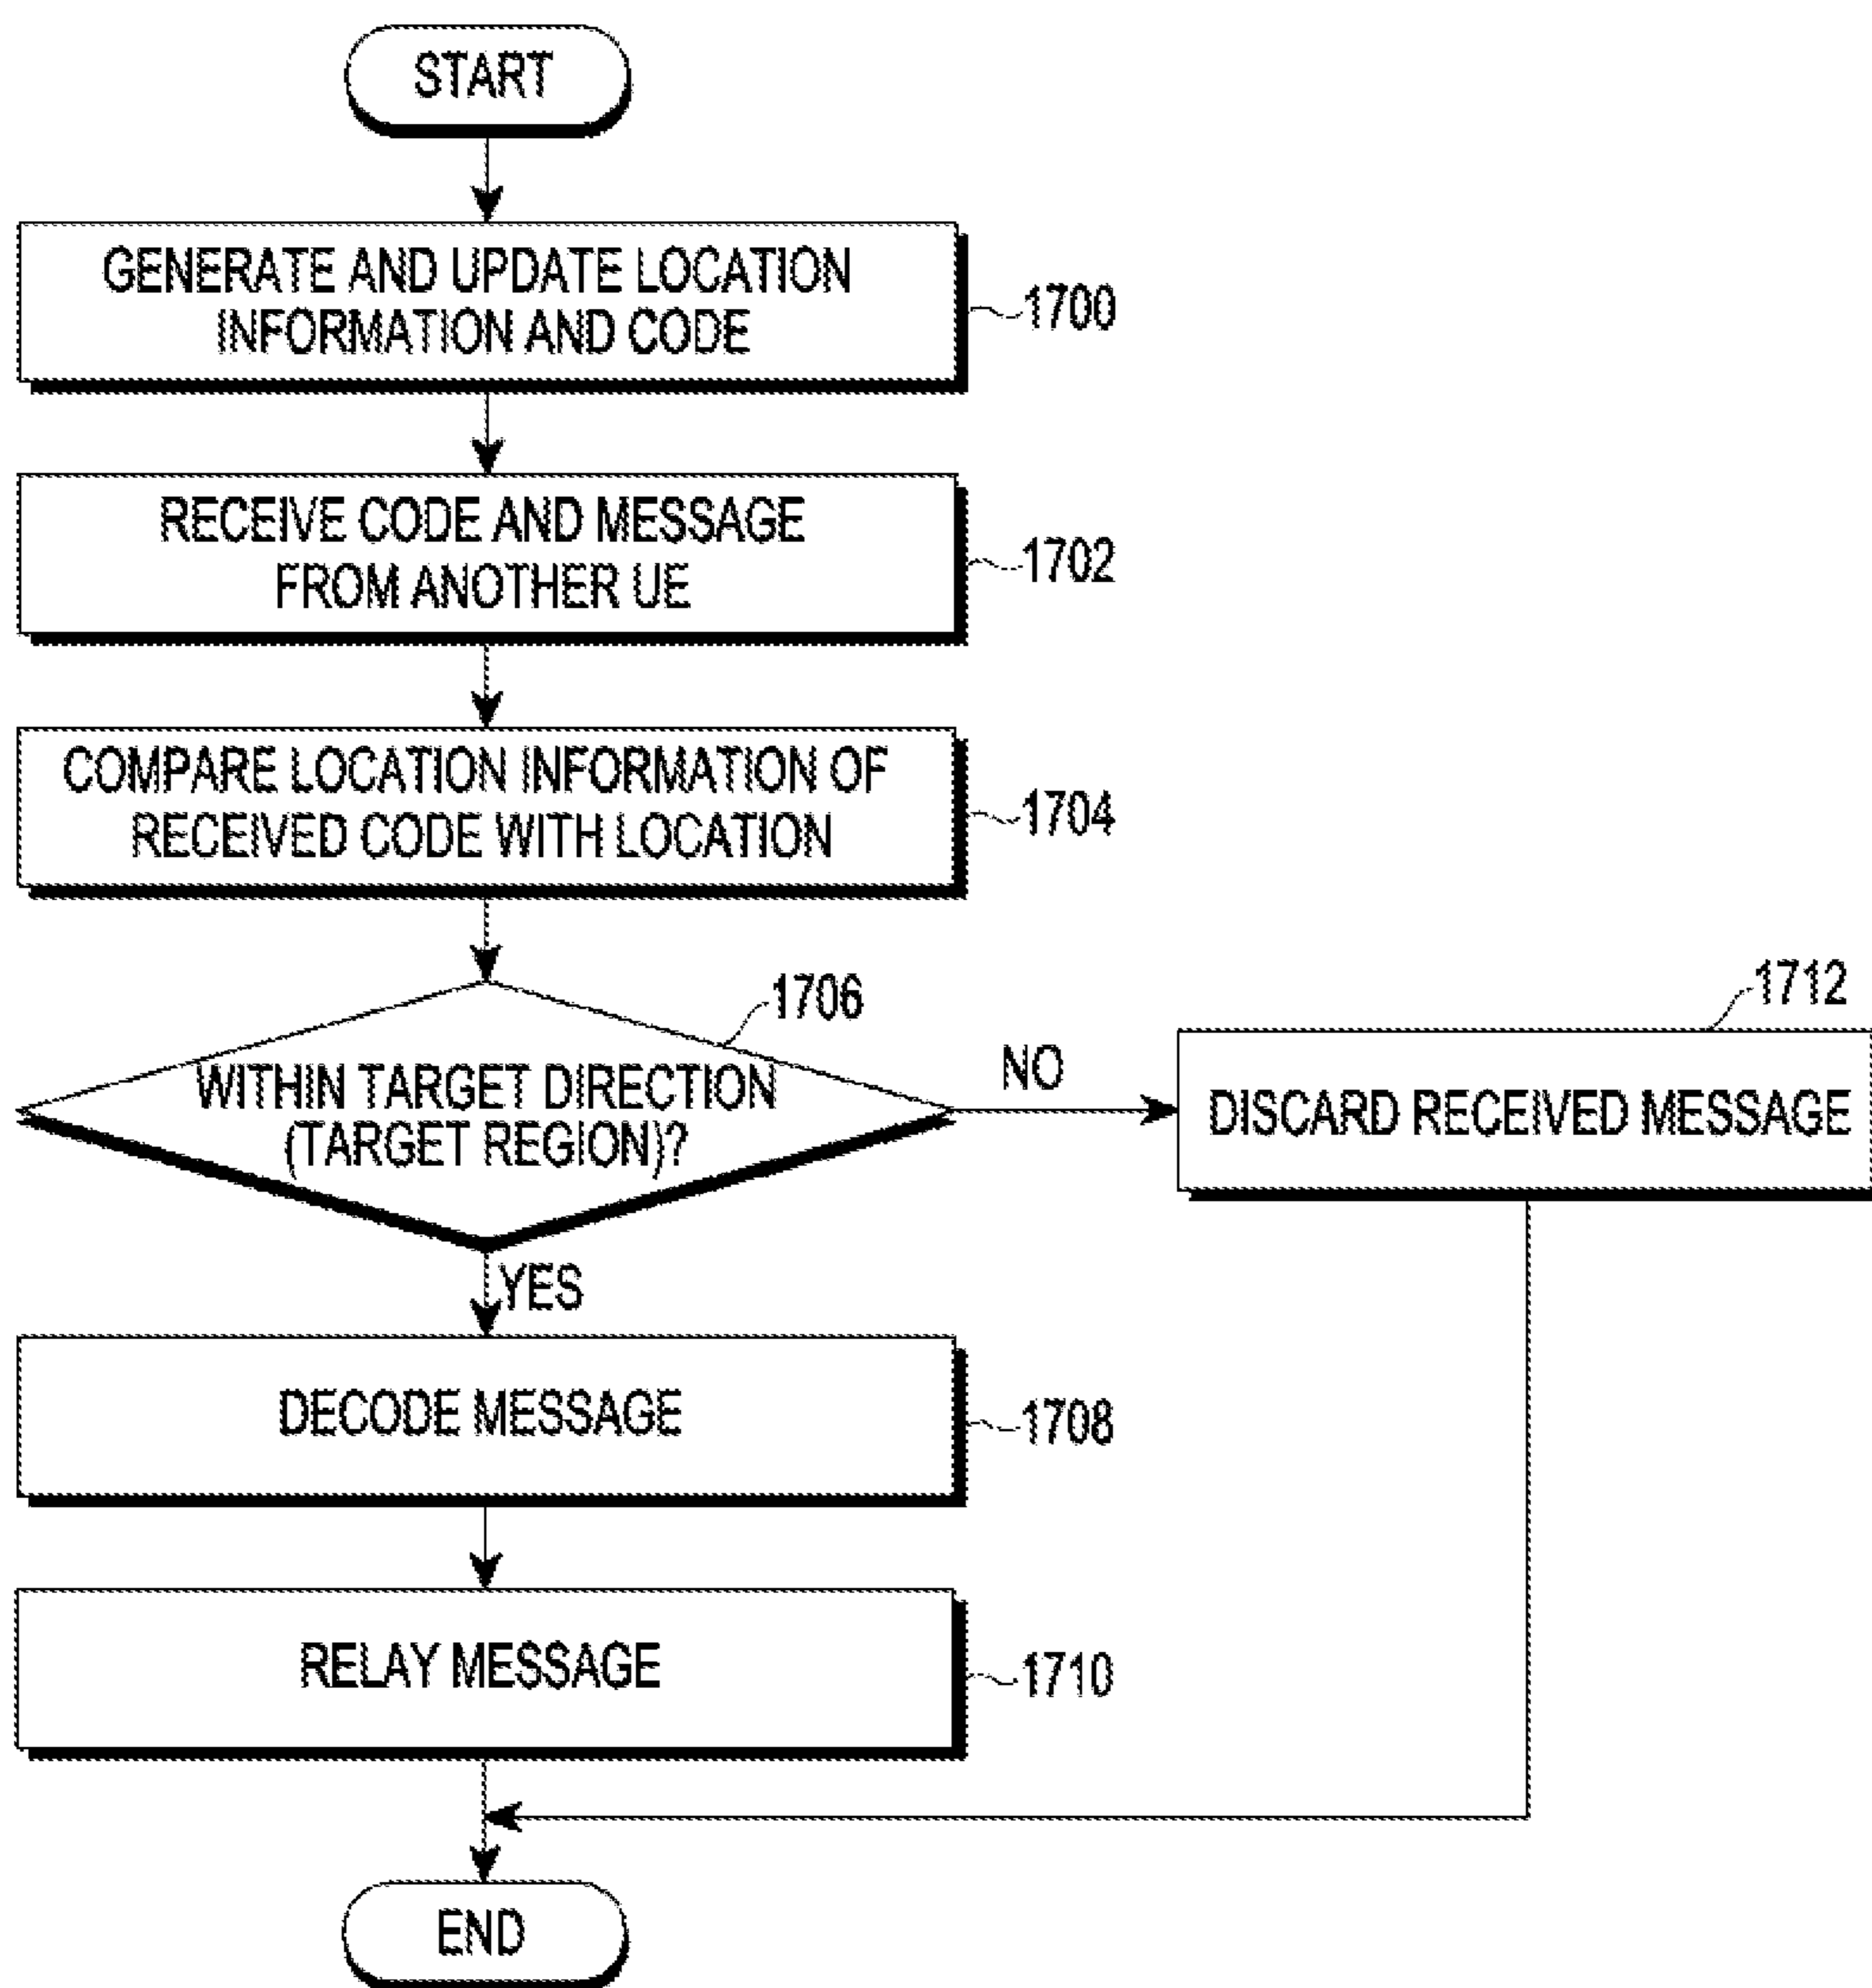 START
GENERATE AND UPDATE LOCATION
INFORMATION AND CODE
1700
RECEIVE CODE AND MESSAGE
FROM ANOTHER UE
1702
COMPARE LOCATION INFORMATION OF
RECEIVED CODE WITH LOCATION
1704
1706
WITHIN TARGET DIRECTION
(TARGET REGION)?
NO
1712
DISCARD RECEIVED MESSAGE
YES
DECODE MESSAGE
1708
RELAY MESSAGE
1710
END